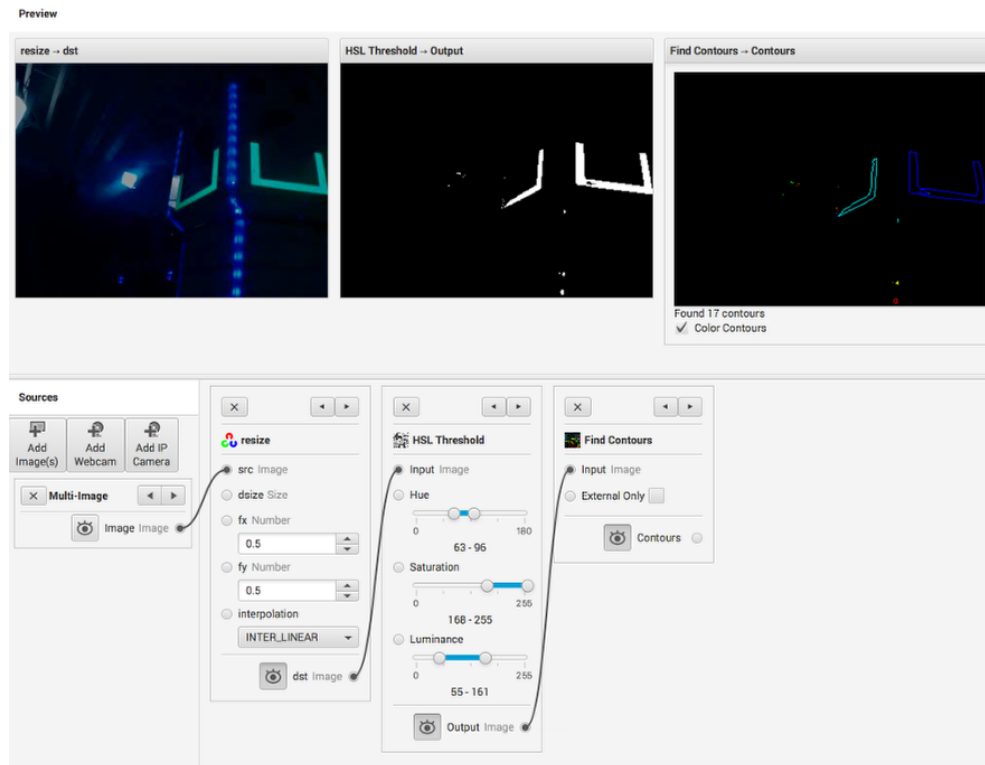 Preview
resize → dst
HSL Threshold → Output
Find Contours → Contours
Found 17 contours
Color Contours
Sources
Add Image(s)
Add Webcam
Add IP Camera
Multi-Image
Image Image
resize
src Image
dsize Size
fx Number
0.5
fy Number
0.5
interpolation
INTER_LINEAR
dst Image
HSL Threshold
Input Image
Hue
0 180
63 - 96
Saturation
0 255
168 - 255
Luminance
0 255
55 - 161
Output Image
Find Contours
Input Image
External Only
Contours